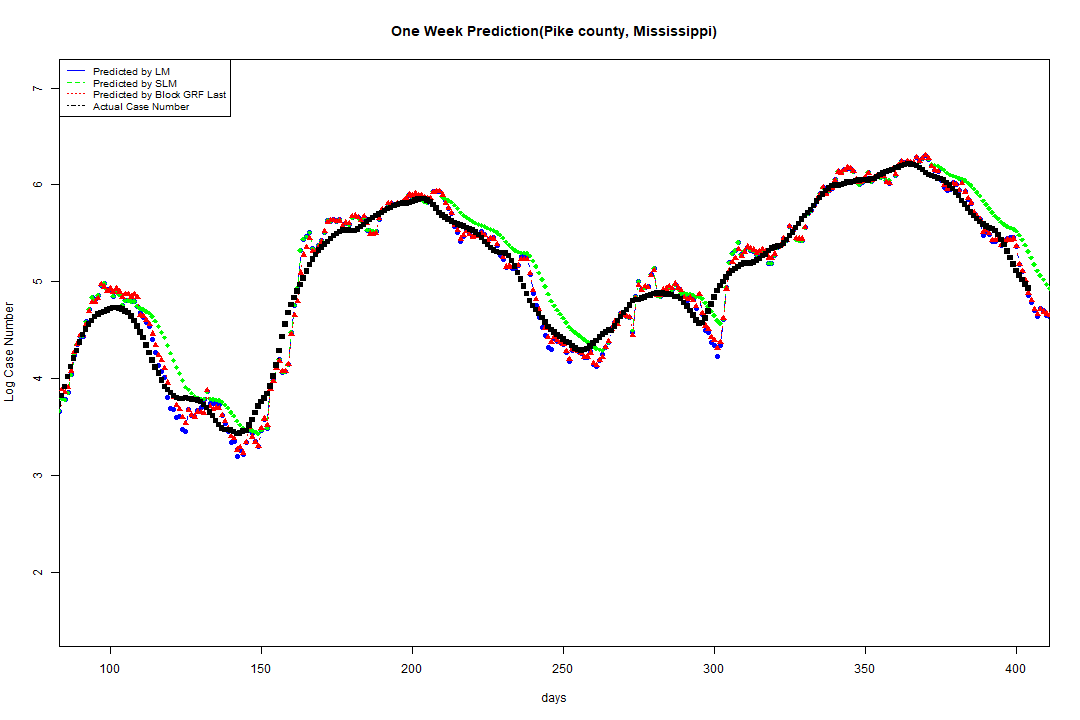 One Week Prediction(Pike county, Mississippi)
Predicted by LM
Predicted by SLM
Predicted by Block GRF Last
Actual Case Number
Log Case Number
7
6
5
4
3
2
100 150 200 250 300 350 400
days